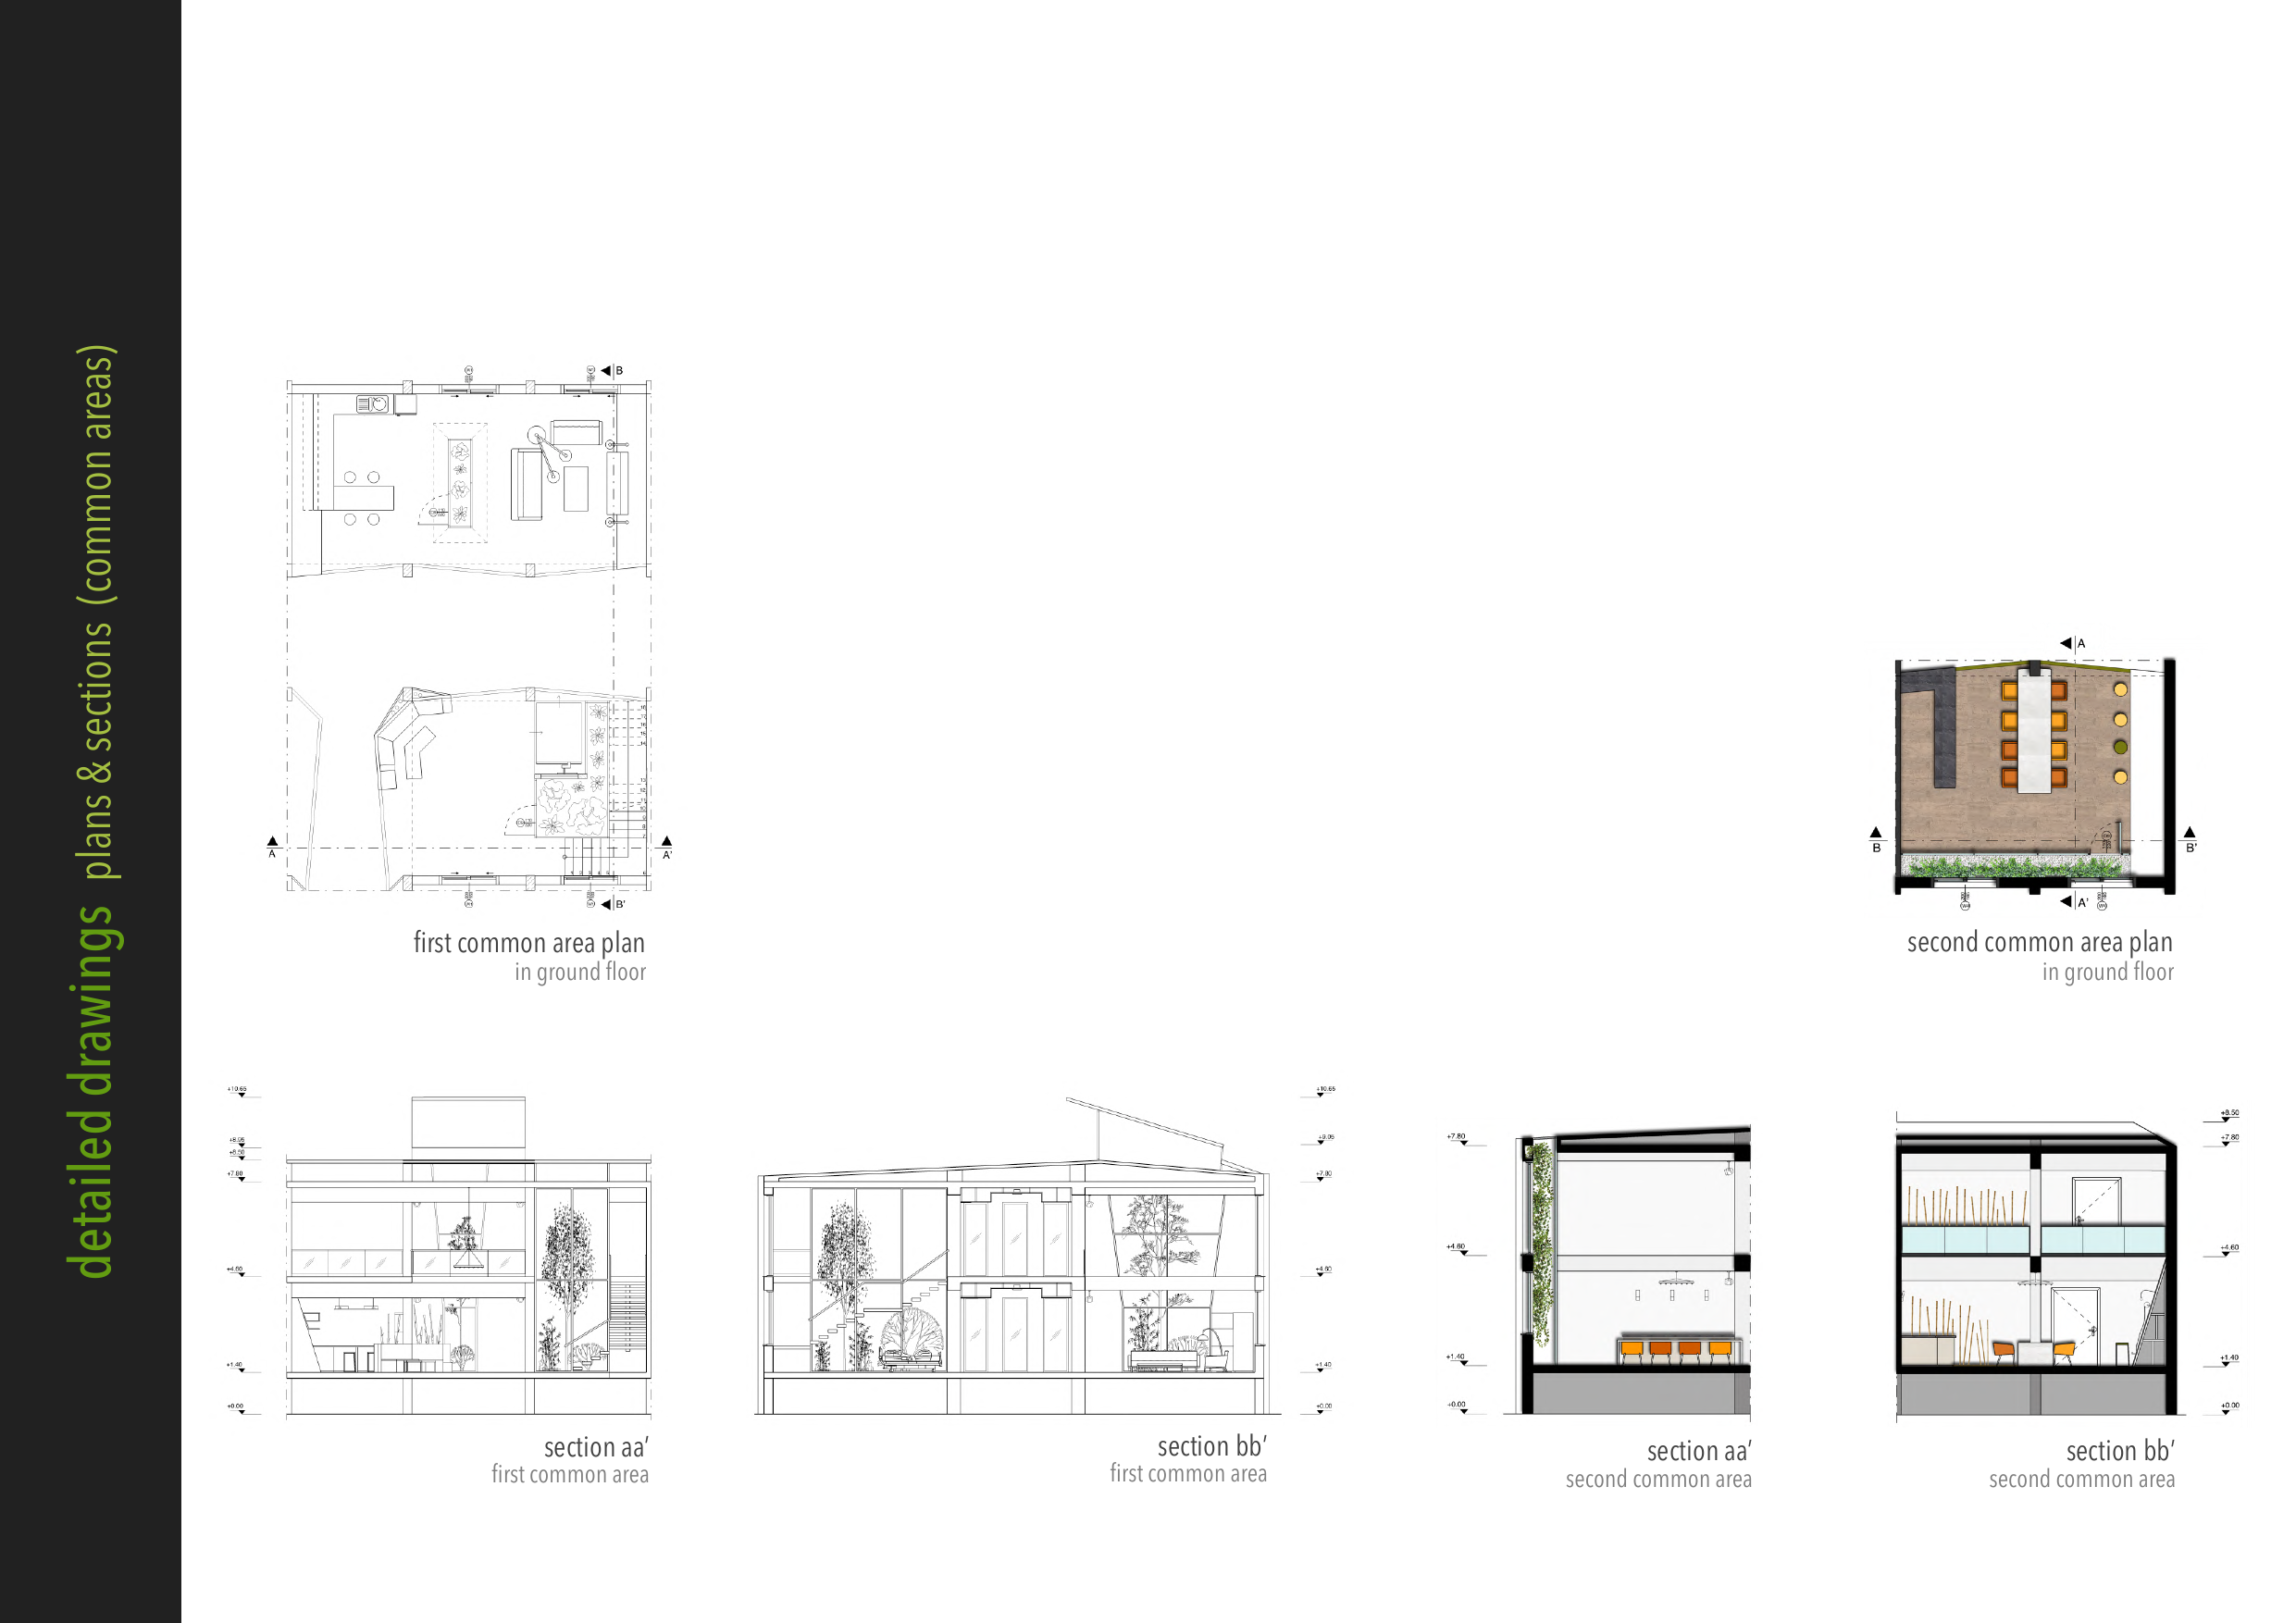 detailed drawings plans & sections (common areas)
B
A
A'
B'
first common area plan
in ground floor
A
B
B'
A'
second common area plan
in ground floor
+10.65
+8.50
+7.80
+4.60
+1.40
+0.00
section aa'
first common area
+10.65
+9.05
+7.80
+4.60
+1.40
+0.00
section bb'
first common area
+7.80
+4.60
+1.40
+0.00
section aa'
second common area
+8.50
+7.80
+4.60
+1.40
+0.00
section bb'
second common area